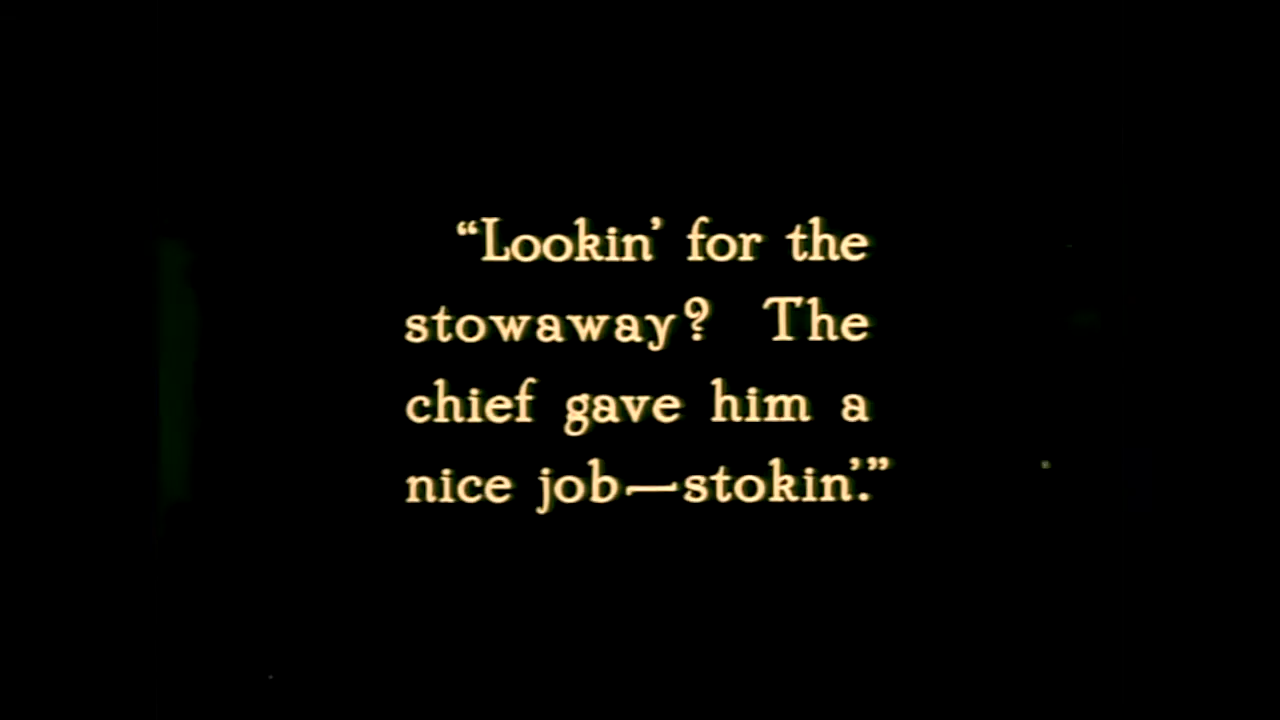 “Lookin’ for the
stowaway? The
chief gave him a
nice job—stokin’.”